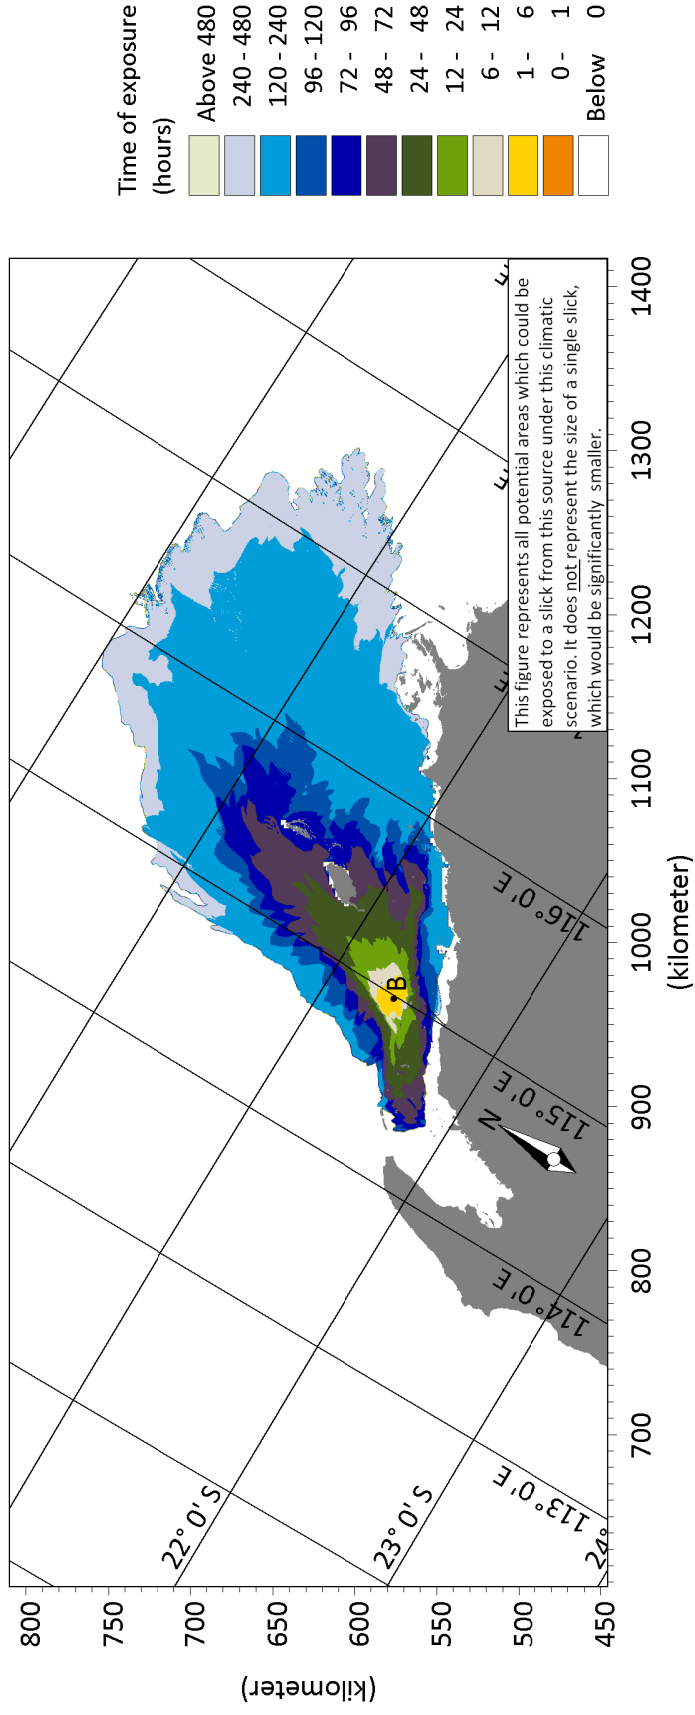 Time of exposure
(hours)
Above 480
240 - 480
120 - 240
96 - 120
72 - 96
48 - 72
24 - 48
12 - 24
6 - 12
1 - 6
0 - 1
Below 0
This figure represents all potential areas which could be
exposed to a slick from this source under this climatic
scenario. It does not represent the size of a single slick,
which would be significantly smaller.
B
N
22° 0' S
23° 0' S
24°
113° 0' E
114° 0' E
115° 0' E
116° 0' E
800
750
700
650
600
550
500
450
(kilometer)
700
800
900
1000
1100
1200
1300
1400
(kilometer)